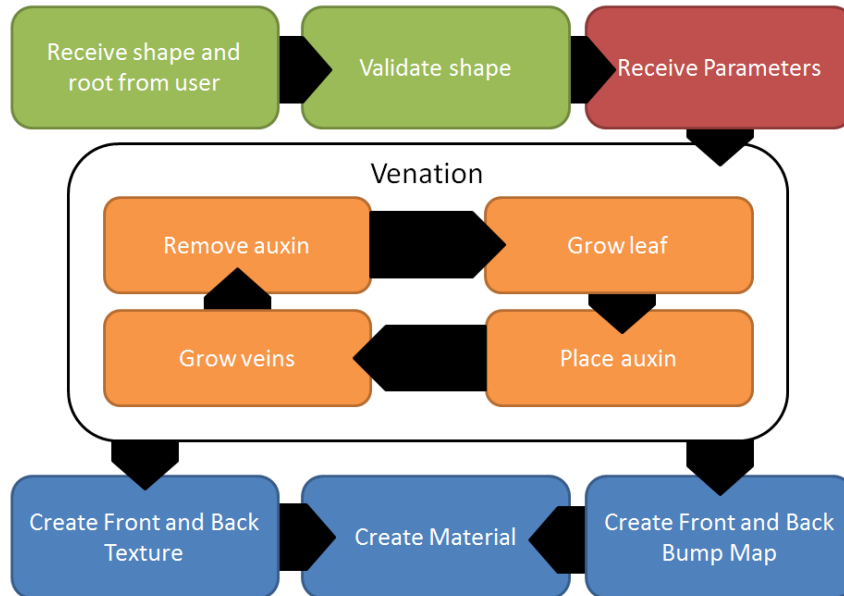 Receive shape and
root from user
Validate shape
Receive Parameters
Venation
Remove auxin
Grow leaf
Grow veins
Place auxin
Create Front and Back
Texture
Create Material
Create Front and Back
Bump Map